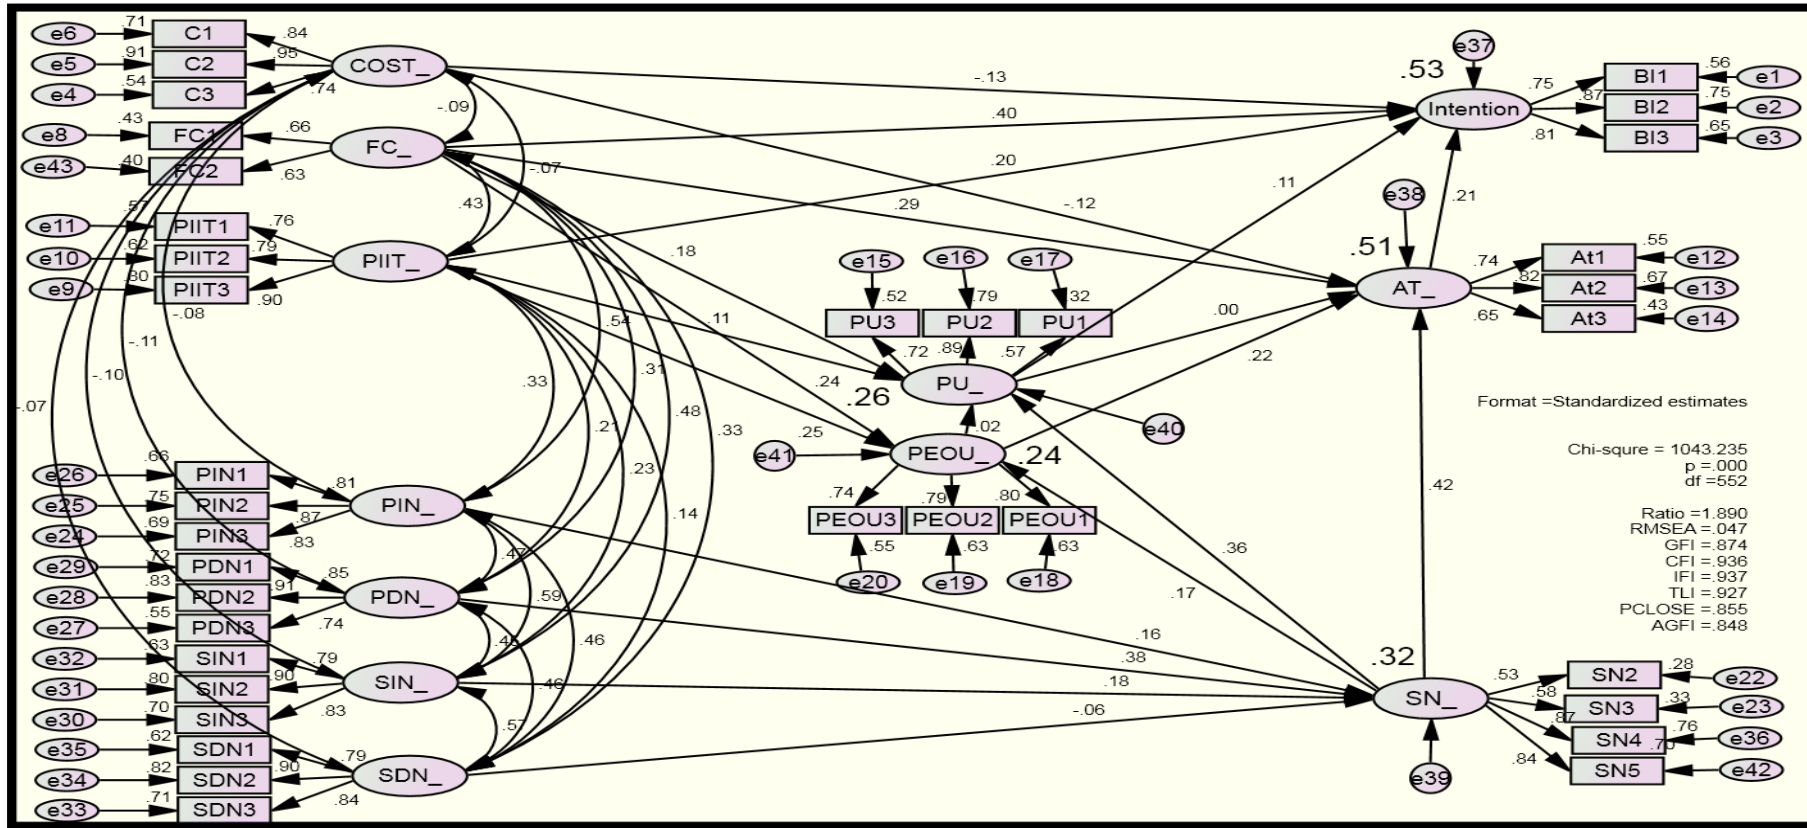 e6 .71 C1 .84
e5 .91 C2 .95 COST_
e4 .54 C3 .74
e8 .43 FC1 .66 FC_
e43 .40 FC2 .63
e11 .57 PIIT1 .76
e10 .62 PIIT2 .79 PIIT_
e9 .80 PIIT3 .90
-.09
-.07
.43
-.13
.40
.20
.11
-.12
.29
.18
.11
.54
.31
.48
.33
.33
.21
.23
.14
.24
.25
-.08
-.11
-.10
-.07
e37
.53
Intention
.75 BI1 .56 e1
.87 BI2 .75 e2
.81 BI3 .65 e3
.21
e38
.51
AT_
.74 At1 .55 e12
.82 At2 .67 e13
.65 At3 .43 e14
e15 e16 e17
.52 .79 .32
PU3 PU2 PU1
.72 .89 .57
PU_
.26
.00
.22
e40
.02
e41
PEOU_ .24
.74 .79 .80
PEOU3 PEOU2 PEOU1
.55 .63 .63
e20 e19 e18
Format =Standardized estimates
Chi-squre = 1043.235
p =.000
df =552
Ratio =1.890
RMSEA =.047
GFI =.874
CFI =.936
IFI =.937
TLI =.927
PCLOSE =.855
AGFI =.848
e26 .66 PIN1 .81
e25 .75 PIN2 .87 PIN_
e24 .69 PIN3 .83
e29 .72 PDN1 .85
e28 .83 PDN2 .91 PDN_
e27 .55 PDN3 .74
e32 .63 SIN1 .79
e31 .80 SIN2 .90 SIN_
e30 .70 SIN3 .83
e35 .62 SDN1 .79
e34 .82 SDN2 .90 SDN_
e33 .71 SDN3 .84
.47
.59
.46
.46
.57
.42
.36
.17
.16
.38
.18
-.06
.32
SN_
e39
.53 SN2 .28 e22
.58 SN3 .33 e23
.87 SN4 .76 e36
.84 SN5 .70 e42